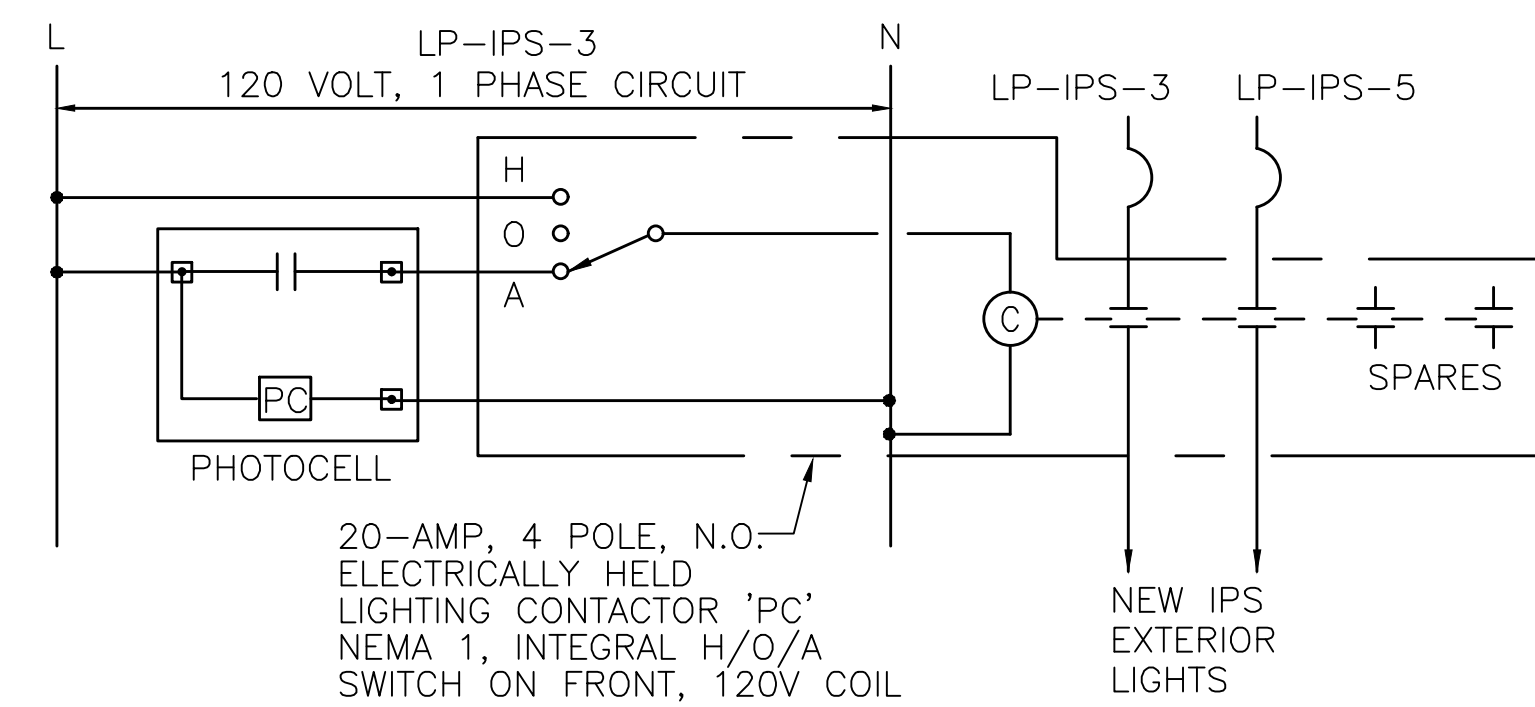 L
LP-IPS-3
N
120 VOLT, 1 PHASE CIRCUIT
LP-IPS-3
LP-IPS-5
H
O
A
C
PC
SPARES
PHOTOCELL
20-AMP, 4 POLE, N.O.
ELECTRICALLY HELD
LIGHTING CONTACTOR 'PC'
NEMA 1, INTEGRAL H/O/A
SWITCH ON FRONT, 120V COIL
NEW IPS
EXTERIOR
LIGHTS